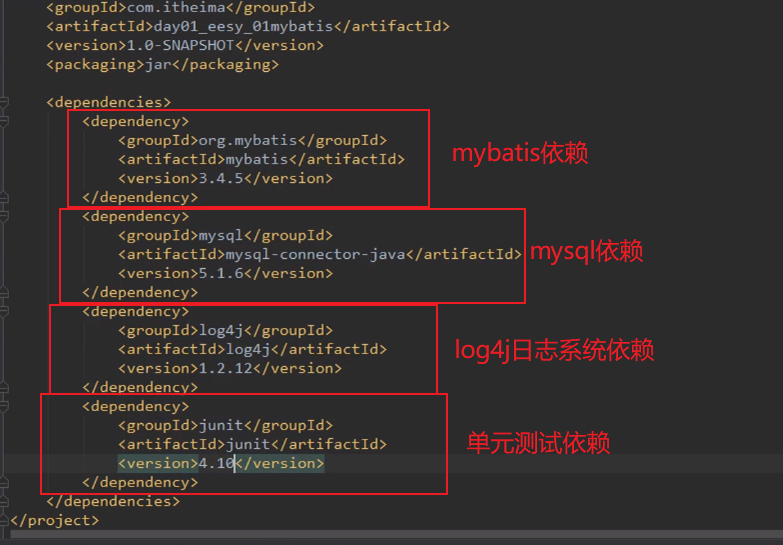 <groupId>com.itheima</groupId>
<artifactId>day01_eesy_01mybatis</artifactId>
<version>1.0-SNAPSHOT</version>
<packaging>jar</packaging>
<dependencies>
<dependency>
<groupId>org.mybatis</groupId>
<artifactId>mybatis</artifactId>
<version>3.4.5</version>
</dependency>
mybatis依赖
<dependency>
<groupId>mysql</groupId>
<artifactId>mysql-connector-java</artifactId>
<version>5.1.6</version>
</dependency>
mysql依赖
<dependency>
<groupId>log4j</groupId>
<artifactId>log4j</artifactId>
<version>1.2.12</version>
</dependency>
log4j日志系统依赖
<dependency>
<groupId>junit</groupId>
<artifactId>junit</artifactId>
<version>4.10</version>
</dependency>
单元测试依赖
</dependencies>
</project>